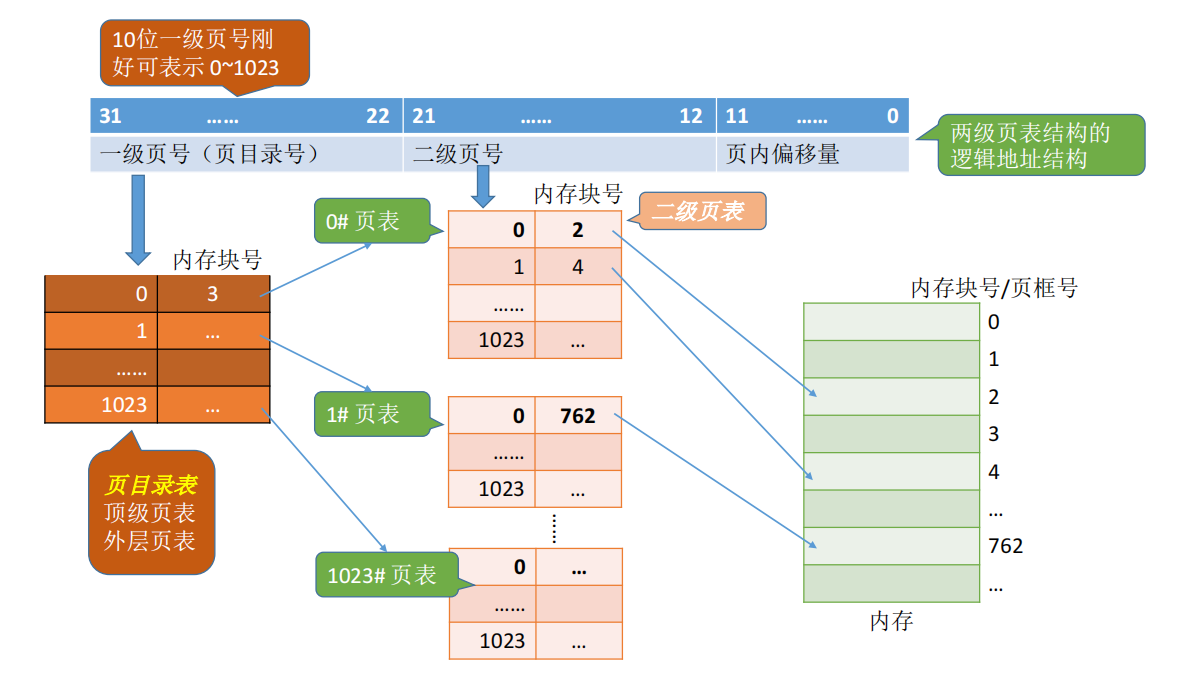 10位一级页号刚
好可表示 0~1023
31 …… 22 21 …… 12 11 …… 0
一级页号（页目录号） 二级页号 页内偏移量
两级页表结构的
逻辑地址结构
内存块号
0 3
1 …
……
1023 …
页目录表
顶级页表
外层页表
0# 页表
内存块号
二级页表
0 2
1 4
……
1023 …
1# 页表
0 762
……
1023 …
……
1023# 页表
0 …
……
1023 …
内存块号/页框号
0
1
2
3
4
…
762
…
内存